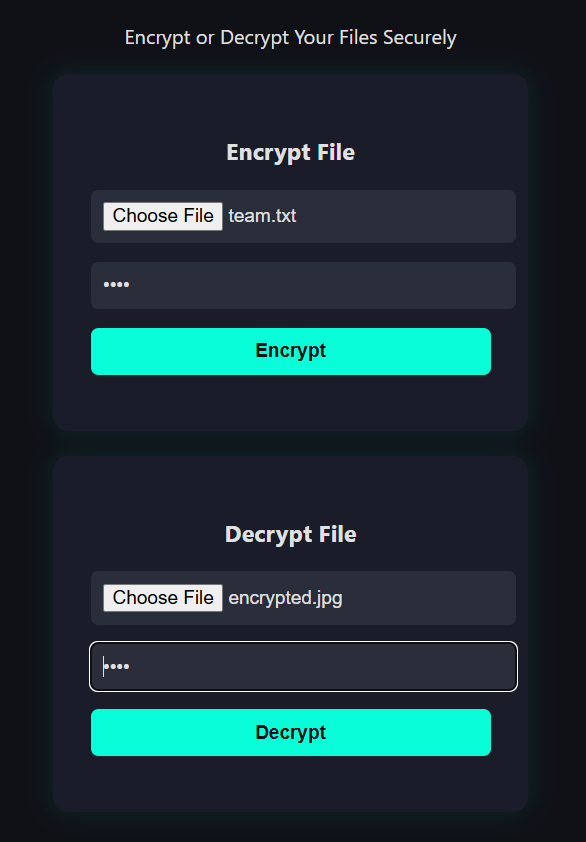 Encrypt or Decrypt Your Files Securely
Encrypt File
Choose File team.txt
••••
Encrypt
Decrypt File
Choose File encrypted.jpg
••••
Decrypt